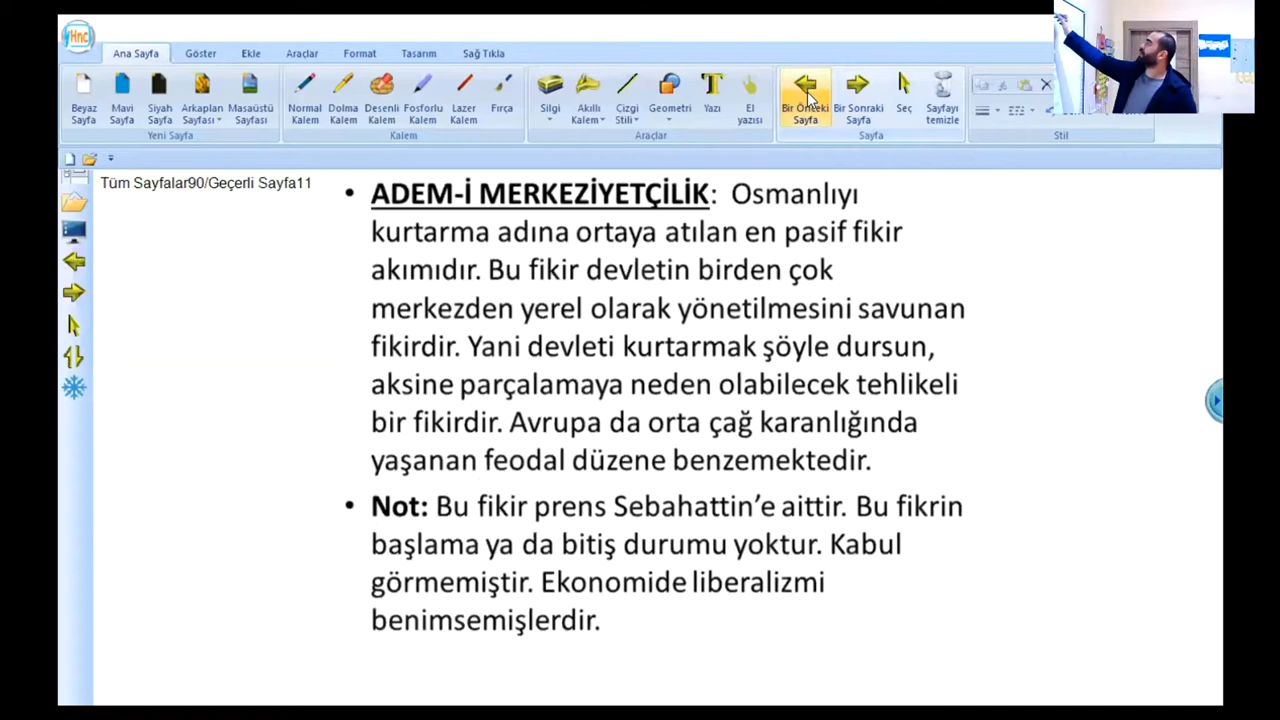 Hnc
Ana Sayfa Göster Ekle Araçlar Format Tasarım Sağ Tıkla
Beyaz Sayfa Mavi Sayfa Siyah Sayfa Arkaplan Sayfası Masaüstü Sayfası
Yeni Sayfa
Normal Kalem Dolma Kalem Desenli Kalem Fosforlu Kalem Lazer Kalem Fırça
Kalem
Silgi Akıllı Kalem Çizgi Stili Geometri Yazı El yazısı
Araçlar
Bir Önceki Sayfa Bir Sonraki Sayfa Seç Sayfayı temizle
Sayfa
Stil
Tüm Sayfalar90/Geçerli Sayfa11
• ADEM-İ MERKEZİYETÇİLİK: Osmanlıyı
kurtarma adına ortaya atılan en pasif fikir
akımıdır. Bu fikir devletin birden çok
merkezden yerel olarak yönetilmesini savunan
fikirdir. Yani devleti kurtarmak şöyle dursun,
aksine parçalamaya neden olabilecek tehlikeli
bir fikirdir. Avrupa da orta çağ karanlığında
yaşanan feodal düzene benzemektedir.
• Not: Bu fikir prens Sebahattin’e aittir. Bu fikrin
başlama ya da bitiş durumu yoktur. Kabul
görmemiştir. Ekonomide liberalizmi
benimsemişlerdir.